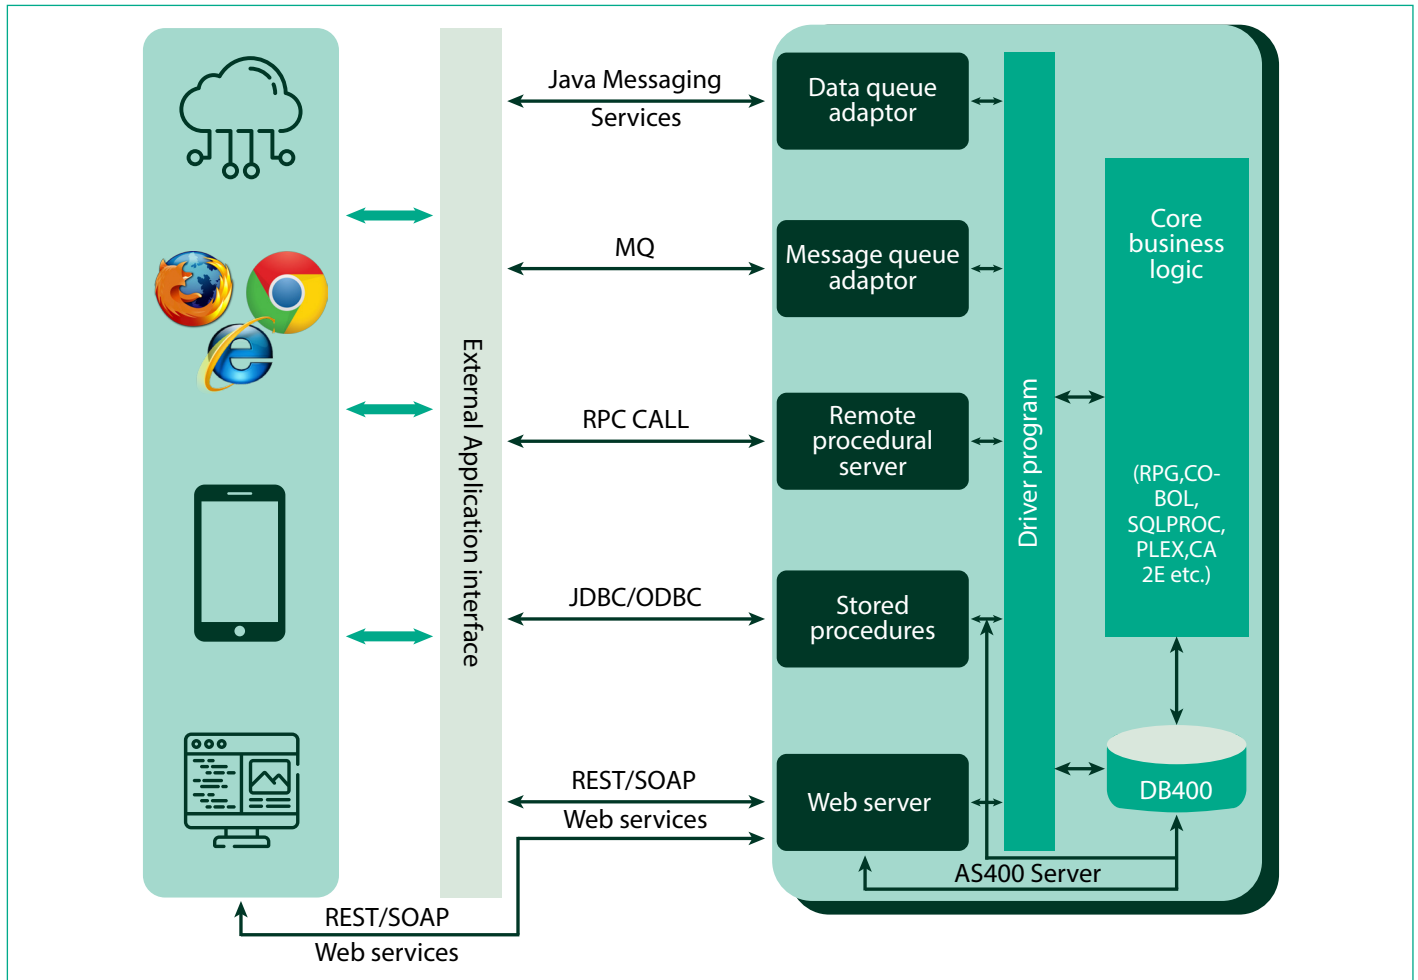 Java Messaging
Services
MQ
RPC CALL
JDBC/ODBC
REST/SOAP
Web services
REST/SOAP
Web services
External Application interface
Data queue
adaptor
Message queue
adaptor
Remote
procedural
server
Stored
procedures
Web server
Driver program
Core
business
logic
(RPG,CO-
BOL,
SQLPROC,
PLEX,CA
2E etc.)
DB400
AS400 Server